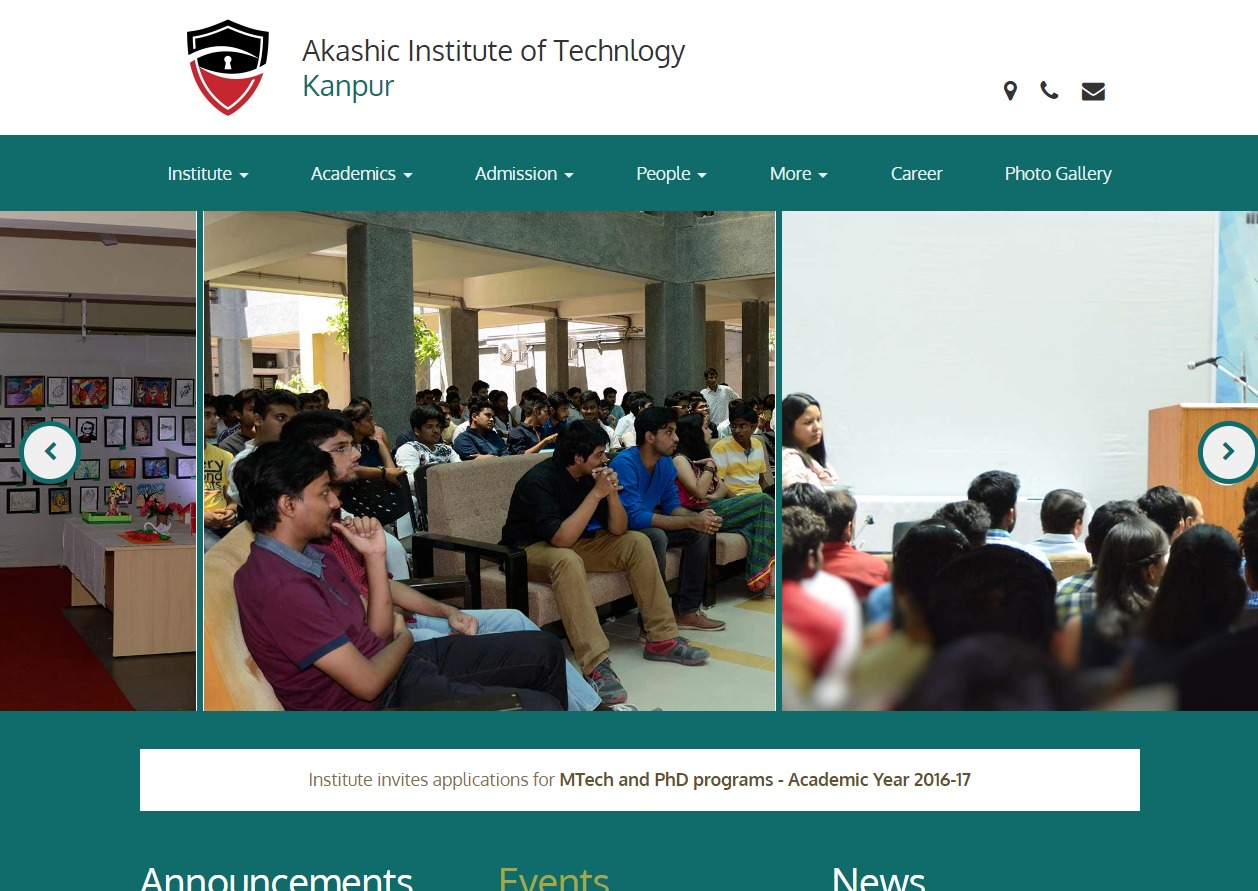 Akashic Institute of Technlogy
Kanpur
Institute Academics Admission People More Career Photo Gallery
Institute invites applications for MTech and PhD programs - Academic Year 2016-17
Announcements Events News